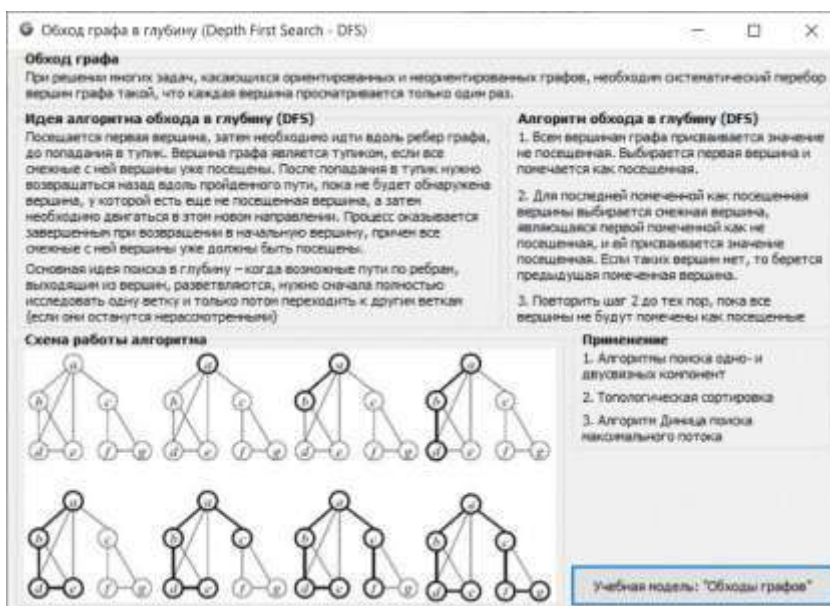 Обход графа в глубину (Depth First Search - DFS)
Обход графа
При решении многих задач, касающихся ориентированных и неориентированных графов, необходим систематический перебор
вершин графа такой, что каждая вершина просматривается только один раз.
Идея алгоритма обхода в глубину (DFS)
Посещается первая вершина, затем необходимо идти вдоль ребер графа,
до попадания в тупик. Вершина графа является тупиком, если все
смежные с ней вершины уже посещены. После попадания в тупик нужно
возвращаться назад вдоль пройденного пути, пока не будет обнаружена
вершина, у которой есть еще не посещенная вершина, а затем
необходимо двигаться в этом новом направлении. Процесс оказывается
завершенным при возвращении в начальную вершину, причем все
смежные с ней вершины уже должны быть посещены.
Основная идея поиска в глубину – когда возможные пути по ребрам,
выходящим из вершин, разветвляются, нужно сначала полностью
исследовать одну ветку и только потом переходить к другим веткам
(если они останутся нерассмотренными)
Алгоритм обхода в глубину (DFS)
1. Всем вершинам графа присваивается значение
не посещенная. Выбирается первая вершина и
помечается как посещенная.
2. Для последней помеченной как посещенная
вершины выбирается смежная вершина,
являющаяся первой помеченной как не
посещенная, и ей присваивается значение
посещенная. Если таких вершин нет, то берется
предыдущая помеченная вершина.
3. Повторить шаг 2 до тех пор, пока все
вершины не будут помечены как посещенные
Схема работы алгоритма
a a a a
b c b c b c b c
d e f g d e f g d e f g d e f g
a a a a
b c b c b c b c
d e f g d e f g d e f g d e f g
Применение
1. Алгоритмы поиска одно- и
двусвязных компонент
2. Топологическая сортировка
3. Алгоритм Диница поиска
максимального потока
Учебная модель: "Обходы графов"